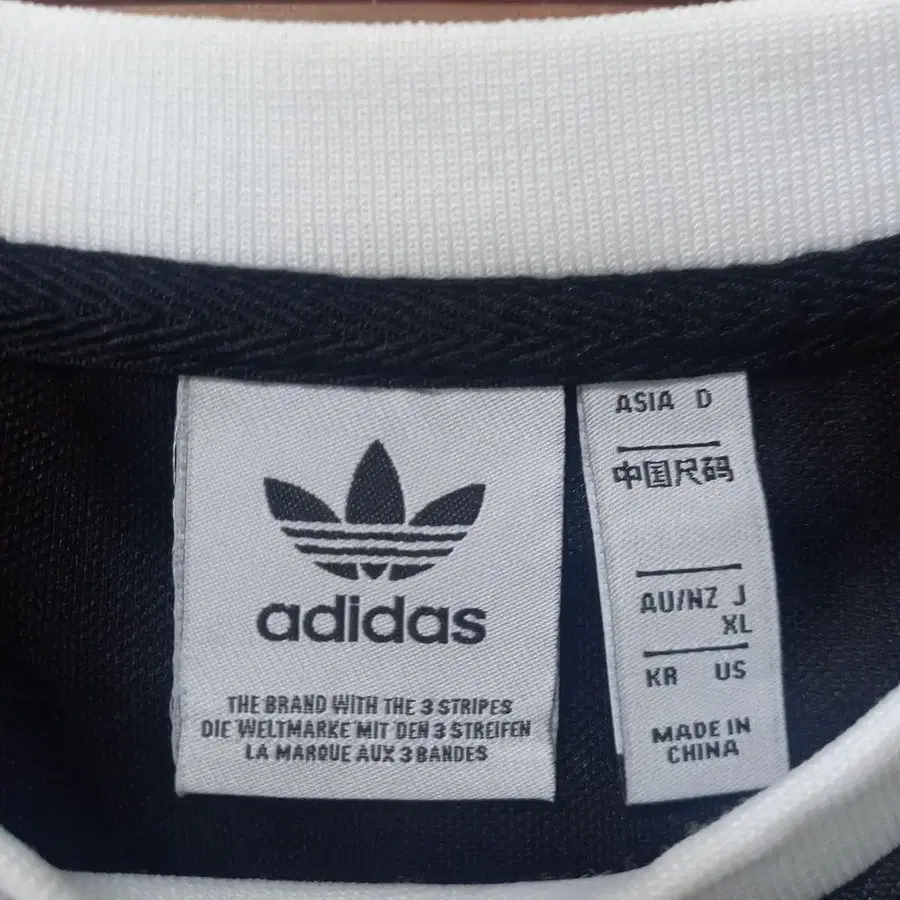 adidas
THE BRAND WITH THE 3 STRIPES
DIE WELTMARKE MIT DEN 3 STREIFEN
LA MARQUE AUX 3 BANDES
ASIA D
中国尺码
AU/NZ J
XL
KR US
MADE IN
CHINA